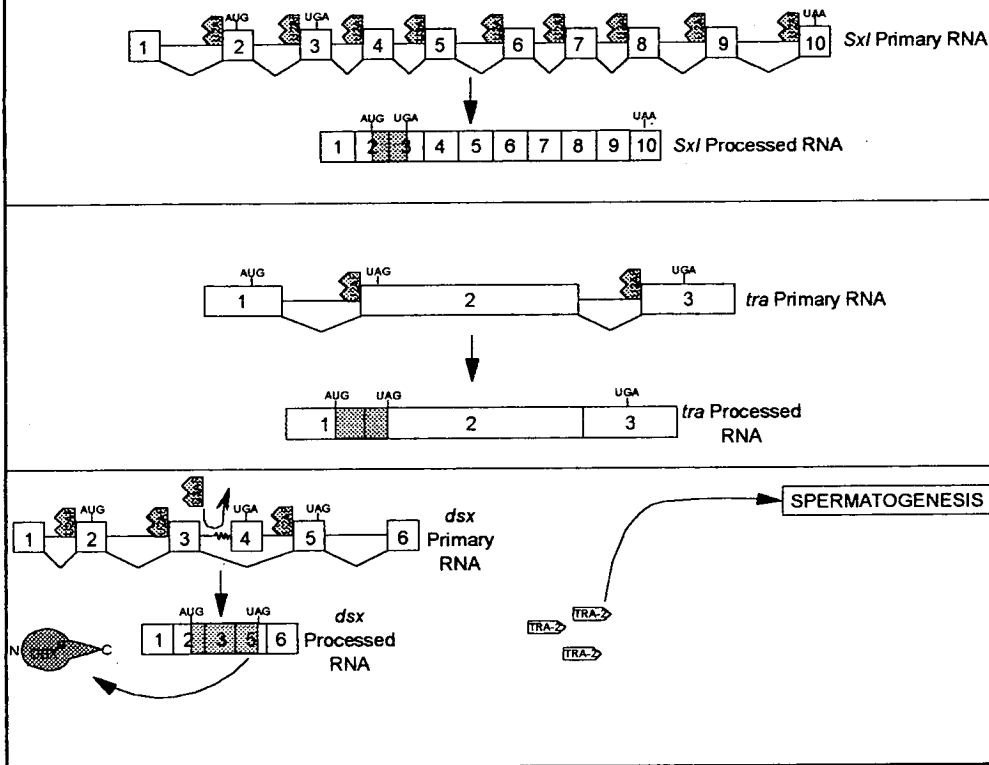 AUG UGA UAA
1 2 3 4 5 6 7 8 9 10 Sxl Primary RNA
AUG UGA UAA
1 2 3 4 5 6 7 8 9 10 Sxl Processed RNA
AUG UAG UGA
1 2 3 tra Primary RNA
AUG UAG UGA
1 2 3 tra Processed
RNA
SPERMATOGENESIS
AUG UGA UAG
1 2 3 4 5 6
dsx
Primary
RNA
AUG UAG
1 2 3 5 6
dsx
Processed
RNA
N C
TRA-2
TRA-2
TRA-2